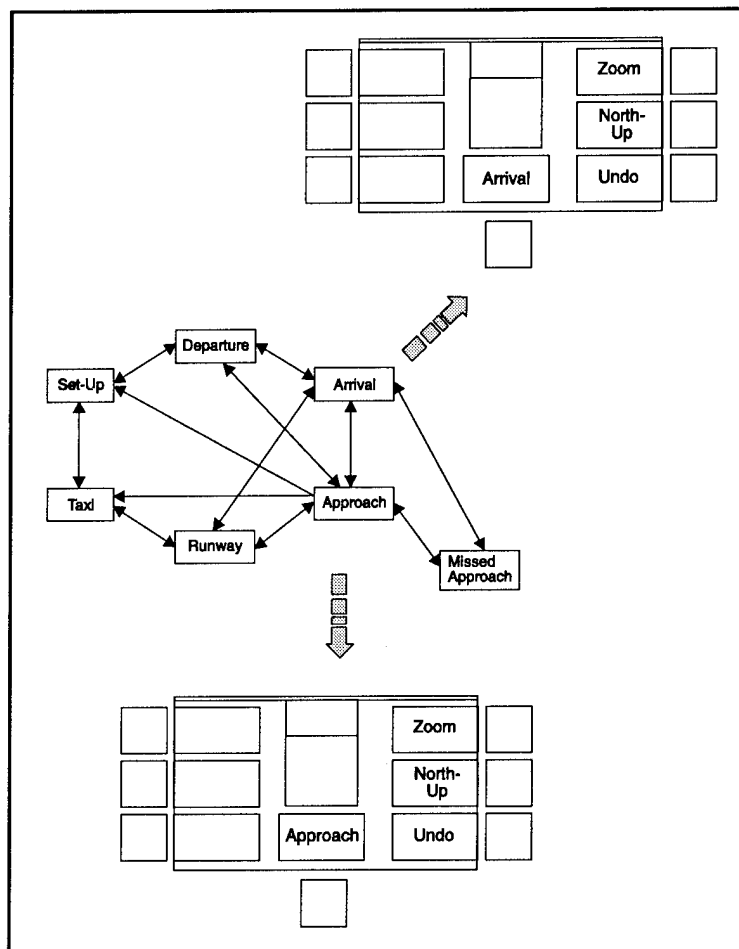 Zoom
North-
Up
Arrival
Undo
Departure
Set-Up
Arrival
Taxi
Approach
Runway
Missed
Approach
Zoom
North-
Up
Approach
Undo